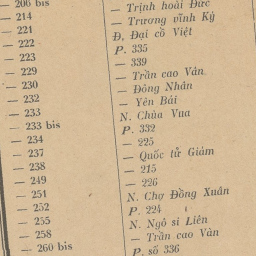 — 206 bis — Trịnh hoài Đức
— 214 — Trương vĩnh Ký
— 221 Đ, Đại cồ Việt
— 222 P. 335
— 223 — 339
— 229 — Trần cao Vân
— 230 — Đông Nhân
— 232 — Yên Bái
— 233 N. Chùa Vua
— 233 bis P. 332
— 234 — 225
— 237 — Quốc tử Giám
— 238 — 215
— 249 — 226
— 251 N. Chợ Đồng Xuân
— 252 P. 224
— 255 N. Ngô sĩ Liên
— 258 — Trần cao Vân
— 260 bis P. số 336